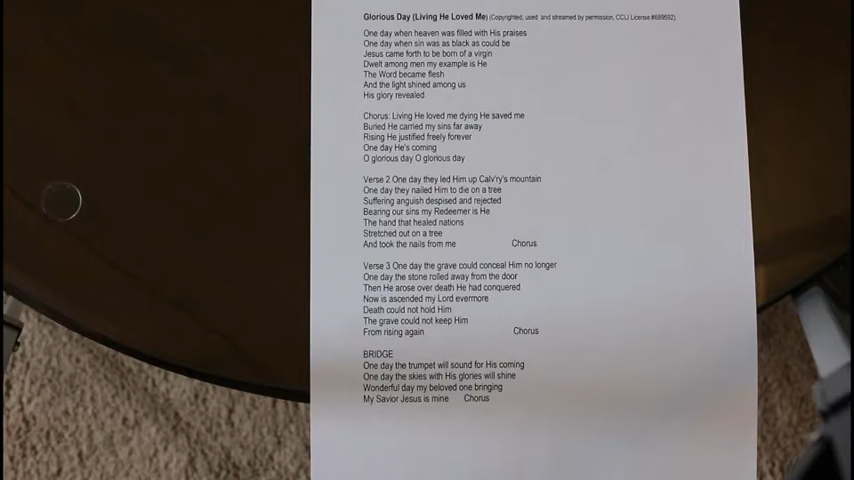 Glorious Day (Living He Loved Me) (Copyrighted, used and streamed by permission, CCLI License #689592)
One day when heaven was filled with His praises
One day when sin was as black as could be
Jesus came forth to be born of a virgin
Dwelt among men my example is He
The Word became flesh
And the light shined among us
His glory revealed
Chorus: Living He loved me dying He saved me
Buried He carried my sins far away
Rising He justified freely forever
One day He's coming
O glorious day O glorious day
Verse 2 One day they led Him up Calv'ry's mountain
One day they nailed Him to die on a tree
Suffering anguish despised and rejected
Bearing our sins my Redeemer is He
The hand that healed nations
Stretched out on a tree
And took the nails from me Chorus
Verse 3 One day the grave could conceal Him no longer
One day the stone rolled away from the door
Then He arose over death He had conquered
Now is ascended my Lord evermore
Death could not hold Him
The grave could not keep Him
From rising again Chorus
BRIDGE
One day the trumpet will sound for His coming
One day the skies with His glories will shine
Wonderful day my beloved one bringing
My Savior Jesus is mine Chorus